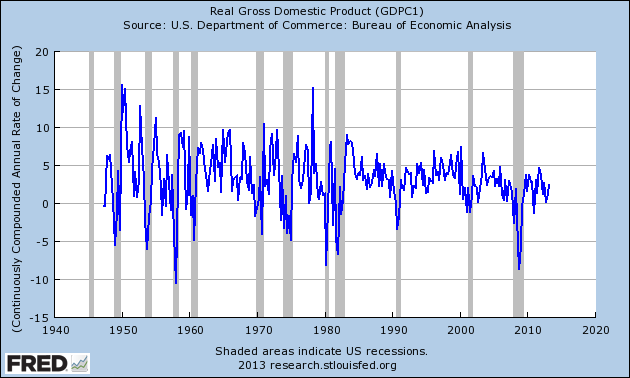 Real Gross Domestic Product (GDPC1)
Source: U.S. Department of Commerce: Bureau of Economic Analysis
(Continuously Compounded Annual Rate of Change)
20
15
10
5
0
-5
-10
-15
1940 1950 1960 1970 1980 1990 2000 2010 2020
Shaded areas indicate US recessions.
2013 research.stlouisfed.org
FRED